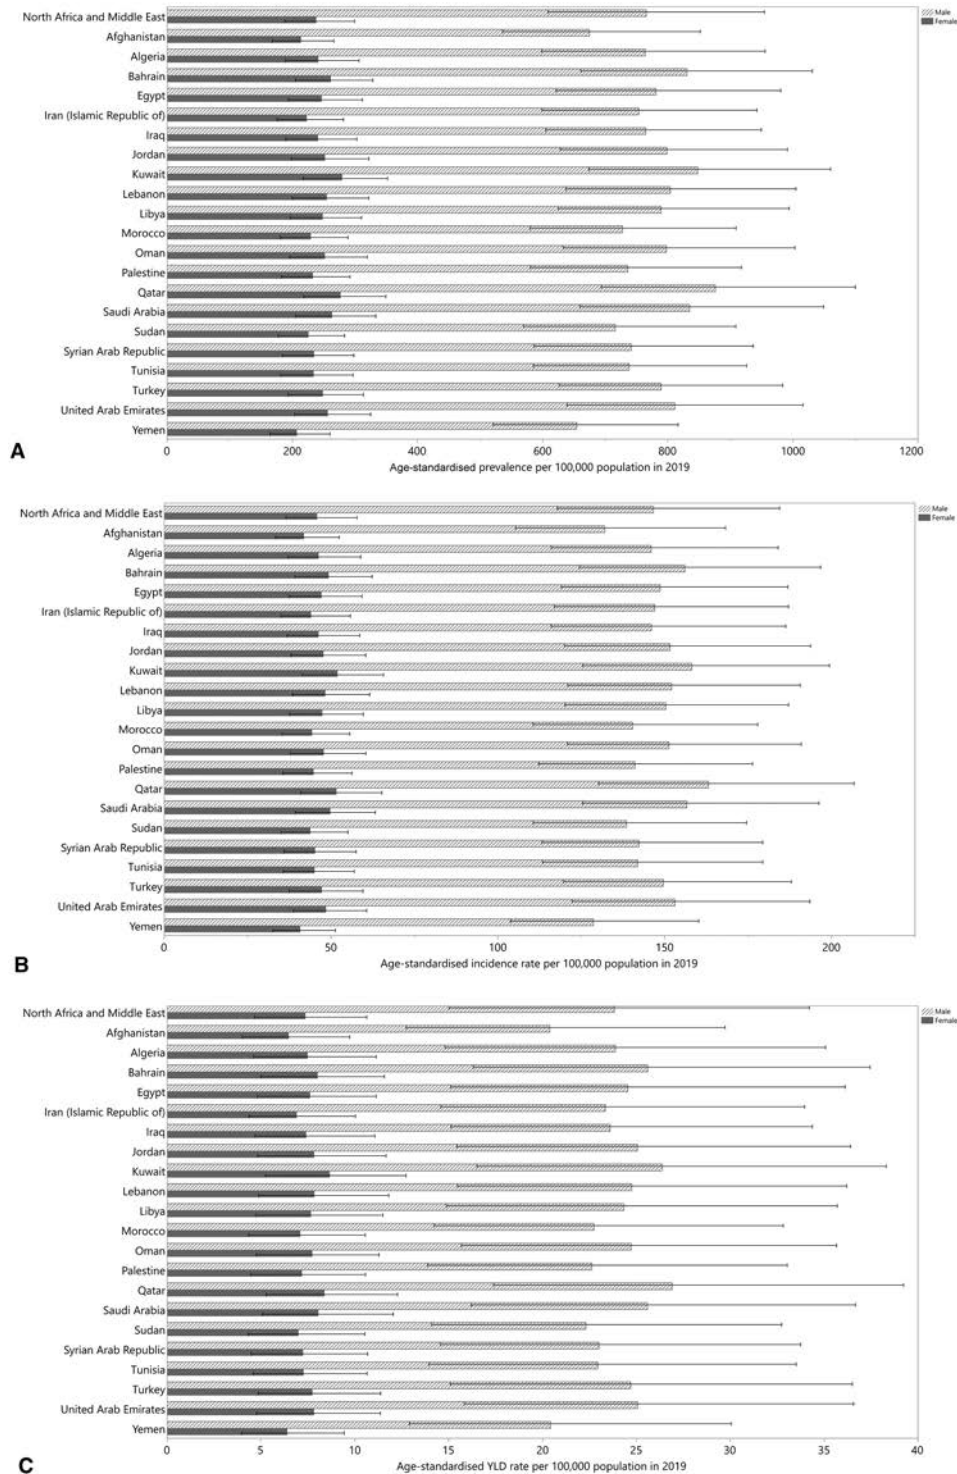 Male
Female
North Africa and Middle East
Afghanistan
Algeria
Bahrain
Egypt
Iran (Islamic Republic of)
Iraq
Jordan
Kuwait
Lebanon
Libya
Morocco
Oman
Palestine
Qatar
Saudi Arabia
Sudan
Syrian Arab Republic
Tunisia
Turkey
United Arab Emirates
Yemen
0 200 400 600 800 1000 1200
A
Age-standardised prevalence per 100,000 population in 2019
Male
Female
North Africa and Middle East
Afghanistan
Algeria
Bahrain
Egypt
Iran (Islamic Republic of)
Iraq
Jordan
Kuwait
Lebanon
Libya
Morocco
Oman
Palestine
Qatar
Saudi Arabia
Sudan
Syrian Arab Republic
Tunisia
Turkey
United Arab Emirates
Yemen
0 50 100 150 200
B
Age-standardised incidence rate per 100,000 population in 2019
Male
Female
North Africa and Middle East
Afghanistan
Algeria
Bahrain
Egypt
Iran (Islamic Republic of)
Iraq
Jordan
Kuwait
Lebanon
Libya
Morocco
Oman
Palestine
Qatar
Saudi Arabia
Sudan
Syrian Arab Republic
Tunisia
Turkey
United Arab Emirates
Yemen
0 5 10 15 20 25 30 35 40
C
Age-standardised YLD rate per 100,000 population in 2019